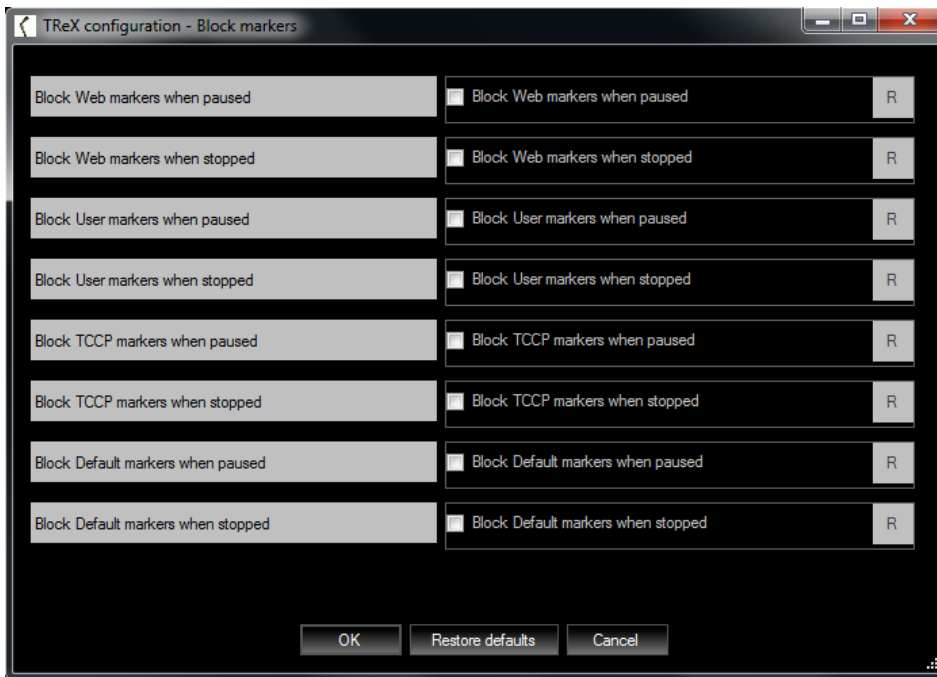 TReX configuration - Block markers
Block Web markers when paused Block Web markers when paused R
Block Web markers when stopped Block Web markers when stopped R
Block User markers when paused Block User markers when paused R
Block User markers when stopped Block User markers when stopped R
Block TCCP markers when paused Block TCCP markers when paused R
Block TCCP markers when stopped Block TCCP markers when stopped R
Block Default markers when paused Block Default markers when paused R
Block Default markers when stopped Block Default markers when stopped R
OK Restore defaults Cancel